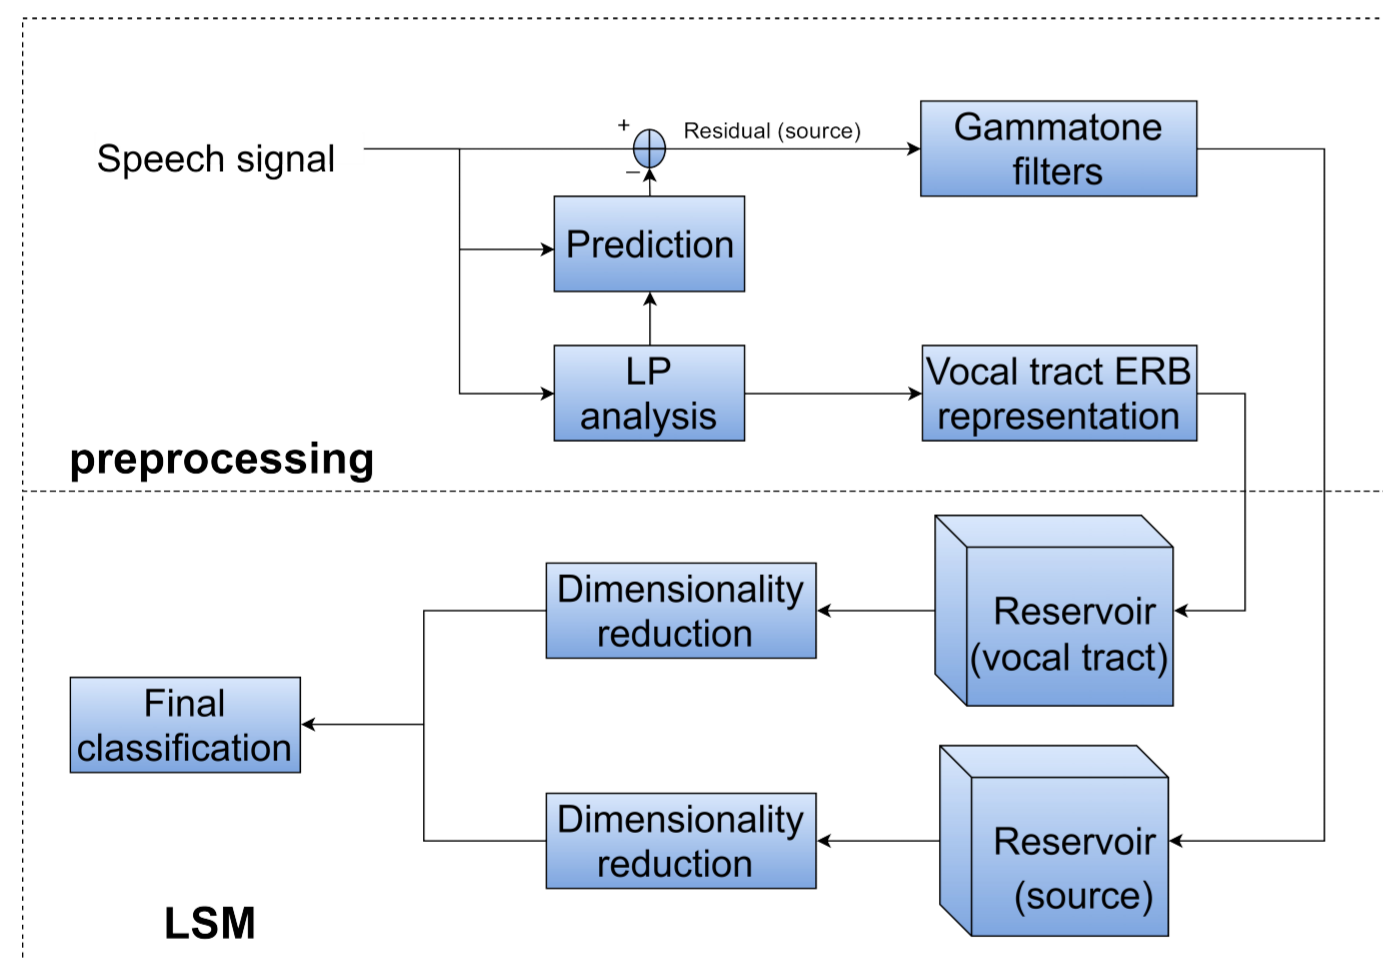 Speech signal
+
Residual (source)
−
Gammatone
filters
Prediction
LP
analysis
Vocal tract ERB
representation
preprocessing
Dimensionality
reduction
Reservoir
(vocal tract)
Final
classification
Dimensionality
reduction
Reservoir
(source)
LSM